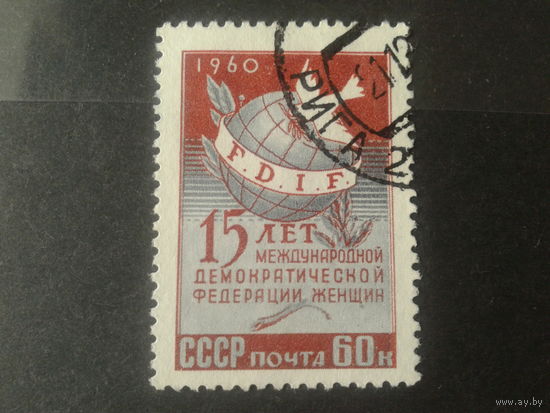 1960
F.D.I.F.
15 ЛЕТ
МЕЖДУНАРОДНОЙ
ДЕМОКРАТИЧЕСКОЙ
ФЕДЕРАЦИИ ЖЕНЩИН
СССР ПОЧТА 60К
РИГА
www.ay.by